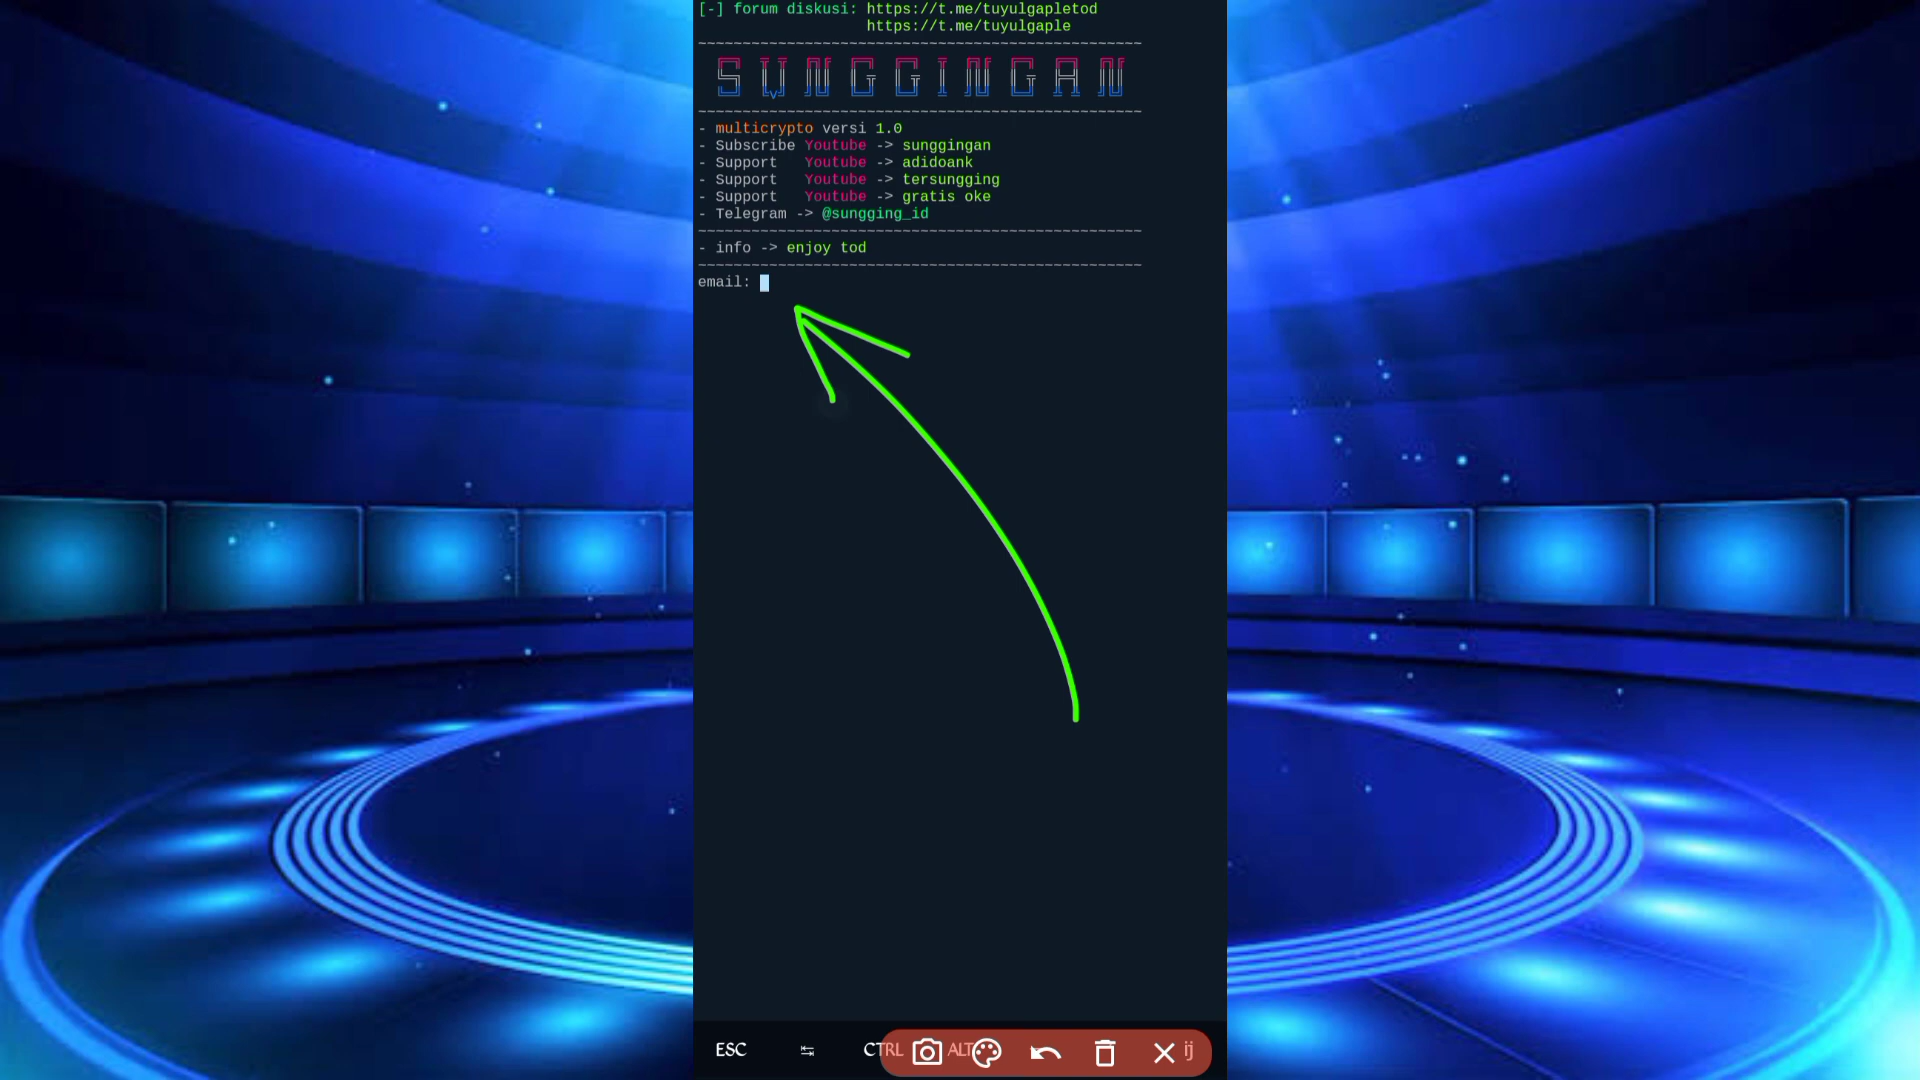 [-] forum diskusi: https://t.me/tuyulgapletod
https://t.me/tuyulgaple
~~~~~~~~~~~~~~~~~~~~~~~~~~~~~~~~~~~~~~~~~~~~~~~~~~
SUNGGINGAN
~~~~~~~~~~~~~~~~~~~~~~~~~~~~~~~~~~~~~~~~~~~~~~~~~~
- multicrypto versi 1.0
- Subscribe Youtube -> sunggingan
- Support   Youtube -> adidoank
- Support   Youtube -> tersungging
- Support   Youtube -> gratis oke
- Telegram -> @sungging_id
~~~~~~~~~~~~~~~~~~~~~~~~~~~~~~~~~~~~~~~~~~~~~~~~~~
- info -> enjoy tod
~~~~~~~~~~~~~~~~~~~~~~~~~~~~~~~~~~~~~~~~~~~~~~~~~~
email:
ESC ⇆ CTRL ALT